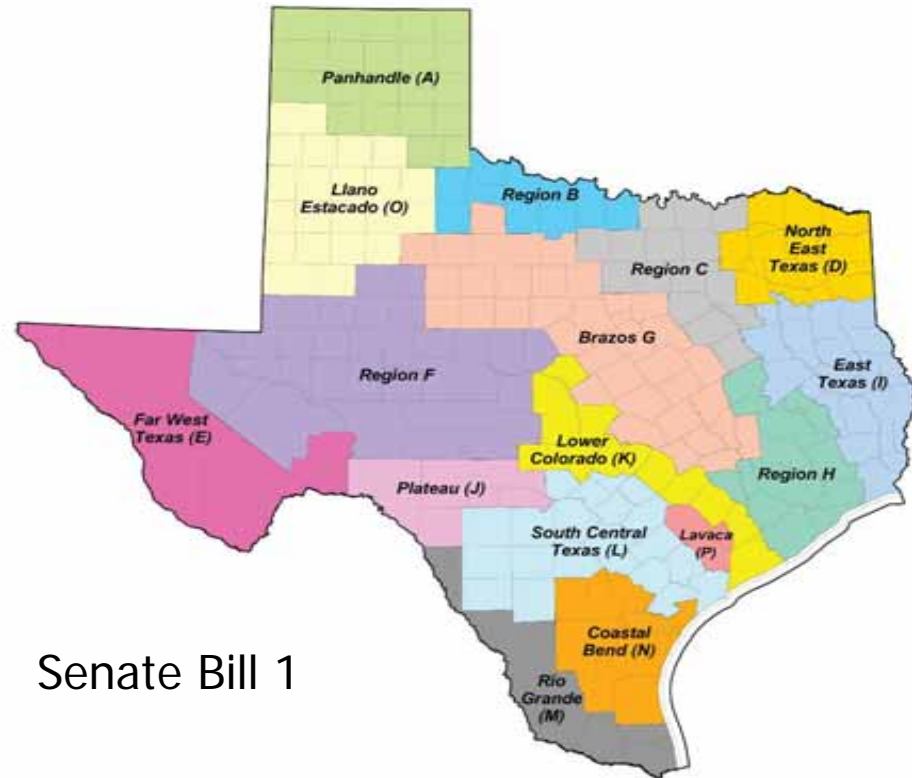 Panhandle (A)
Llano
Estacado (O)
Region B
Region C
North
East
Texas (D)
Brazos G
Region F
East
Texas (I)
Far West
Texas (E)
Lower
Colorado (K)
Region H
Plateau (J)
South Central
Texas (L)
Lavaca
(P)
Coastal
Bend (N)
Rio
Grande
(M)
Senate Bill 1